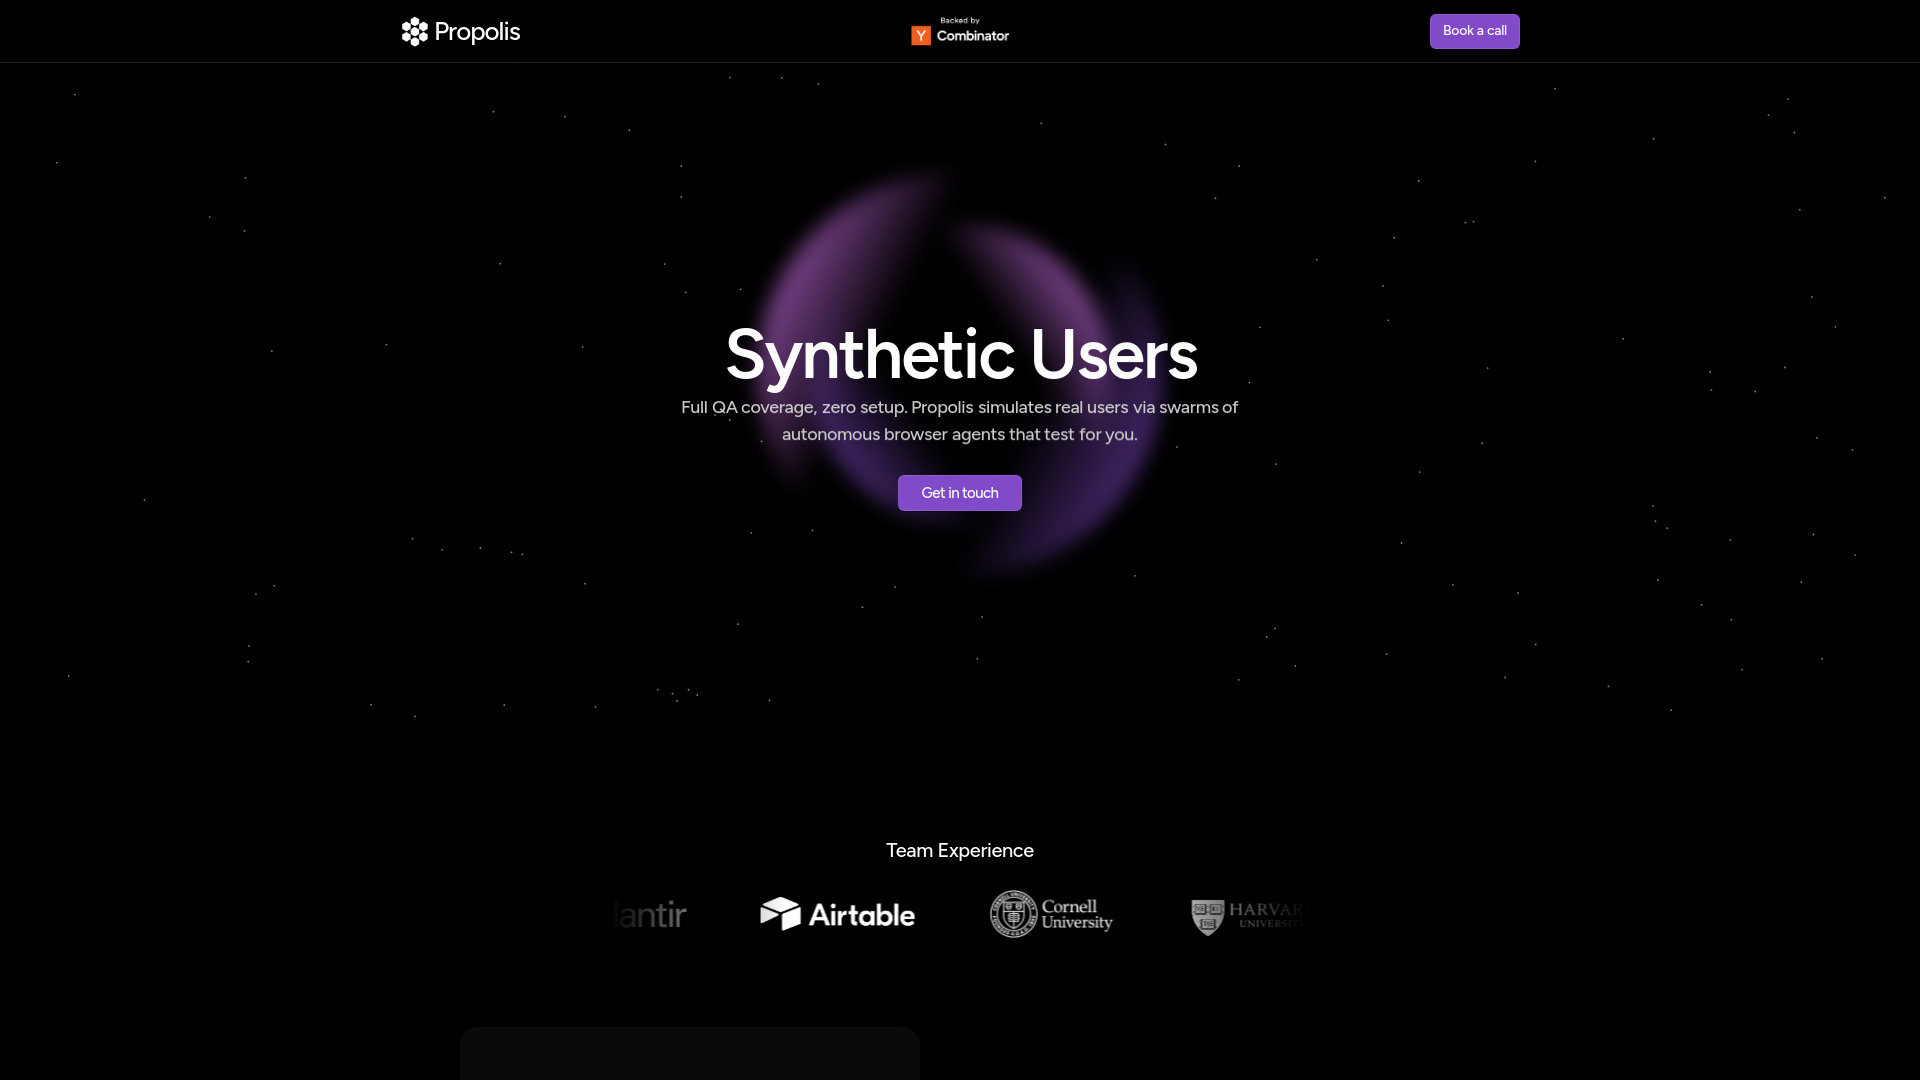 Propolis
Backed by
Y Combinator
Book a call
Synthetic Users
Full QA coverage, zero setup. Propolis simulates real users via swarms of
autonomous browser agents that test for you.
Get in touch
Team Experience
lantir
Airtable
Cornell
University
HARVAR
UNIVERSIT